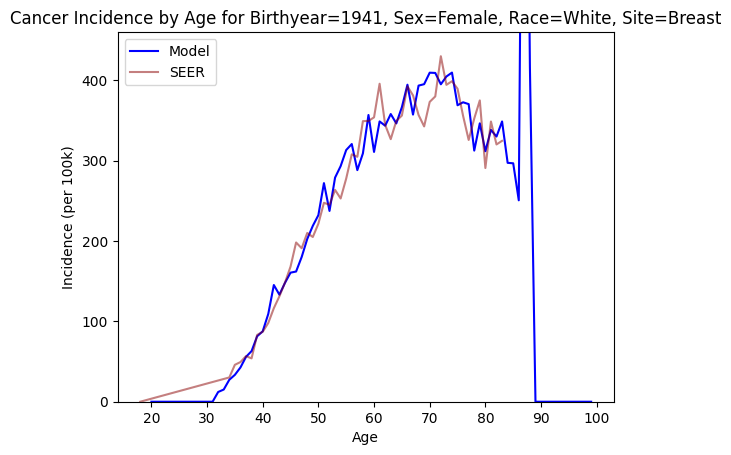 Cancer Incidence by Age for Birthyear=1941, Sex=Female, Race=White, Site=Breast
Model
SEER
400
300
200
100
0
Incidence (per 100k)
20 30 40 50 60 70 80 90 100
Age